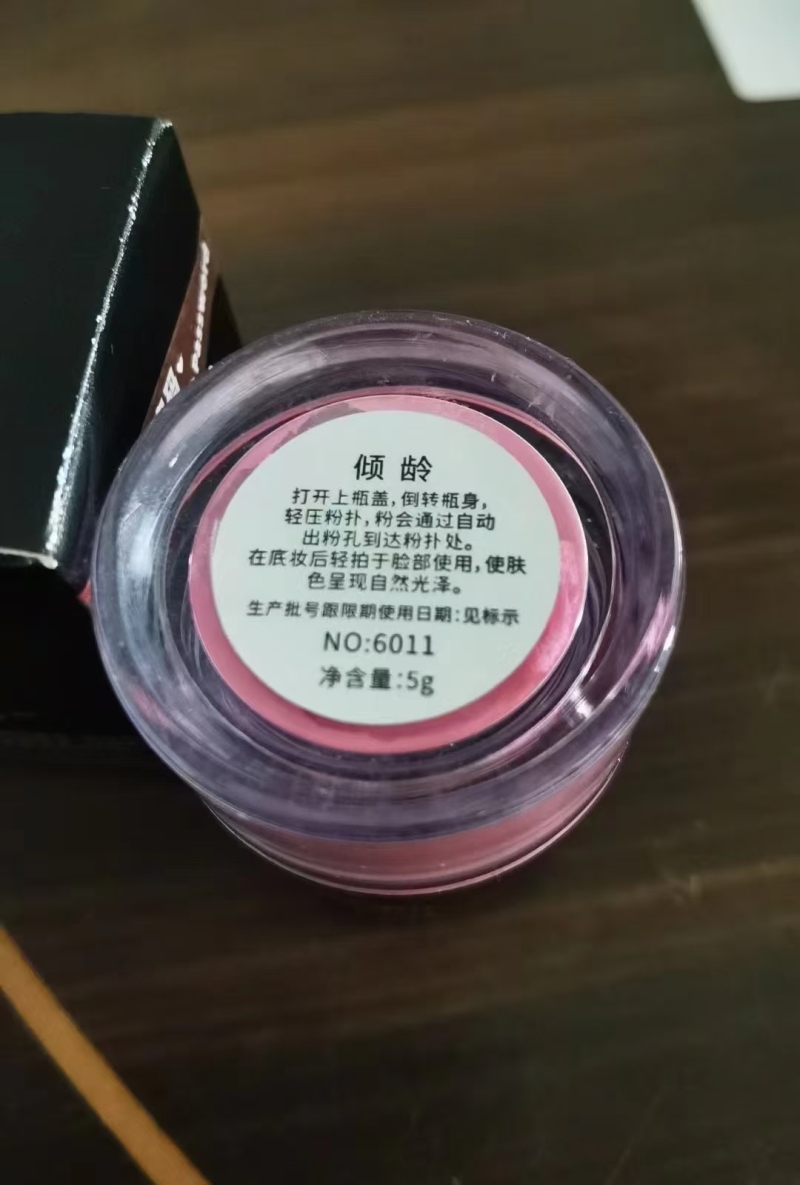 倾 龄
打开上瓶盖,倒转瓶身,
轻压粉扑,粉会通过自动
出粉孔到达粉扑处。
在底妆后轻拍于脸部使用,使肤
色呈现自然光泽。
生产批号跟限期使用日期:见标示
NO:6011
净含量:5g